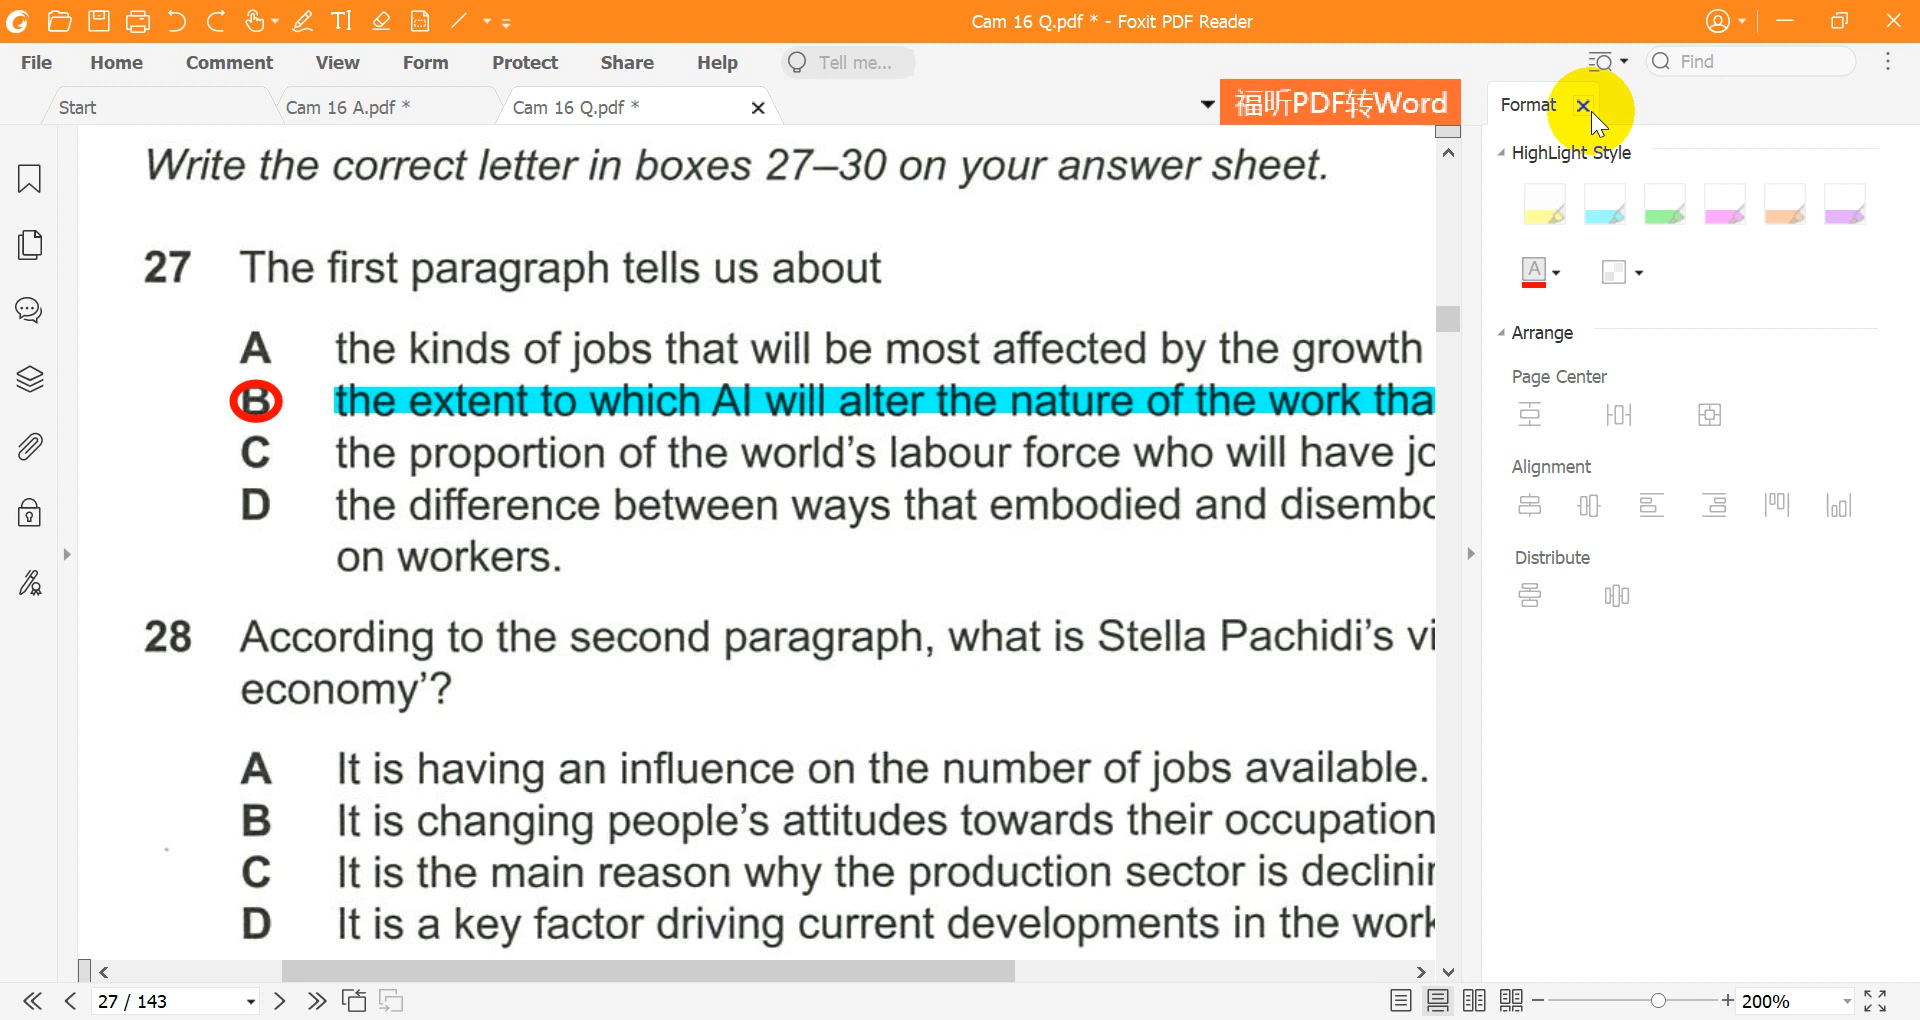 Cam 16 Q.pdf * - Foxit PDF Reader
File Home Comment View Form Protect Share Help Tell me... Find
Start Cam 16 A.pdf * Cam 16 Q.pdf * 福昕PDF转Word Format
HighLight Style
Write the correct letter in boxes 27–30 on your answer sheet.
27 The first paragraph tells us about
A the kinds of jobs that will be most affected by the growth
B the extent to which AI will alter the nature of the work tha
C the proportion of the world's labour force who will have jo
D the difference between ways that embodied and disembo
on workers.
28 According to the second paragraph, what is Stella Pachidi's vi
economy'?
A It is having an influence on the number of jobs available.
B It is changing people's attitudes towards their occupation
C It is the main reason why the production sector is declinin
D It is a key factor driving current developments in the work
Arrange
Page Center
Alignment
Distribute
27 / 143
200%